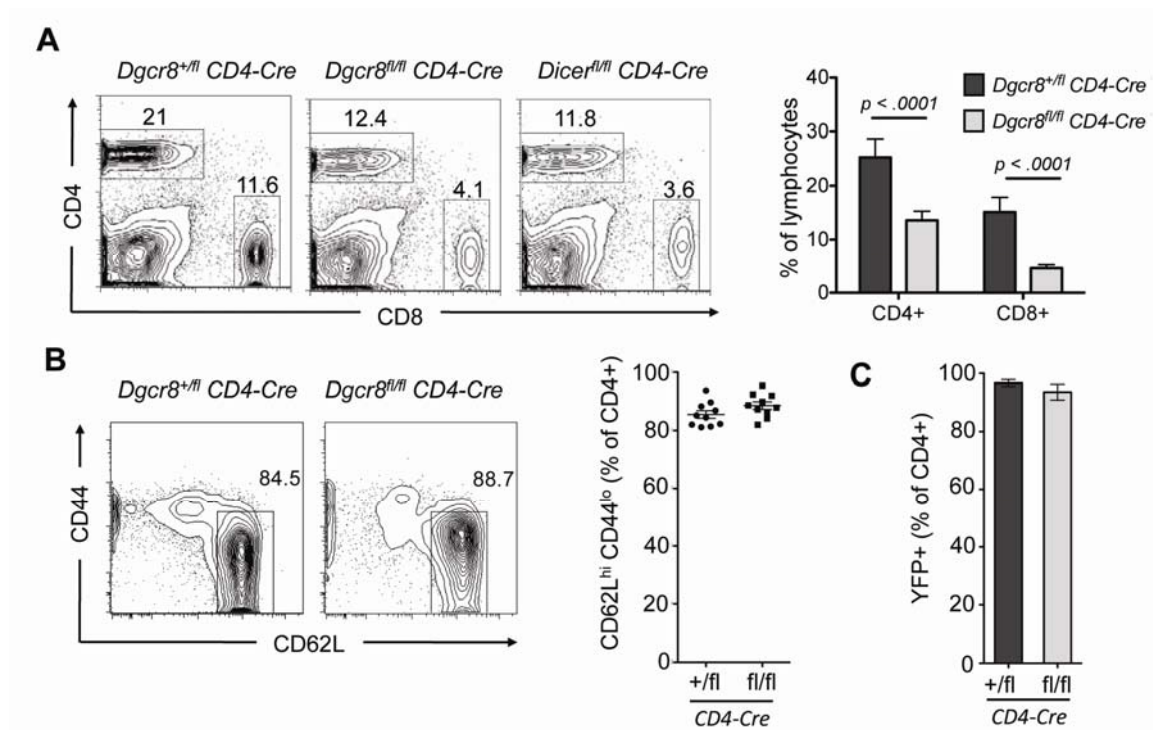 A
Dgcr8+/fl CD4-Cre
Dgcr8fl/fl CD4-Cre
Dicerfl/fl CD4-Cre
21
12.4
11.8
11.6
4.1
3.6
CD4
CD8
40
30
20
10
0
% of lymphocytes
p < .0001
p < .0001
CD4+
CD8+
Dgcr8+/fl CD4-Cre
Dgcr8fl/fl CD4-Cre
B
Dgcr8+/fl CD4-Cre
Dgcr8fl/fl CD4-Cre
84.5
88.7
CD44
CD62L
100
80
60
40
20
0
CD62Lhi CD44lo (% of CD4+)
+/fl fl/fl
CD4-Cre
C
100
80
60
40
20
0
YFP+ (% of CD4+)
+/fl fl/fl
CD4-Cre